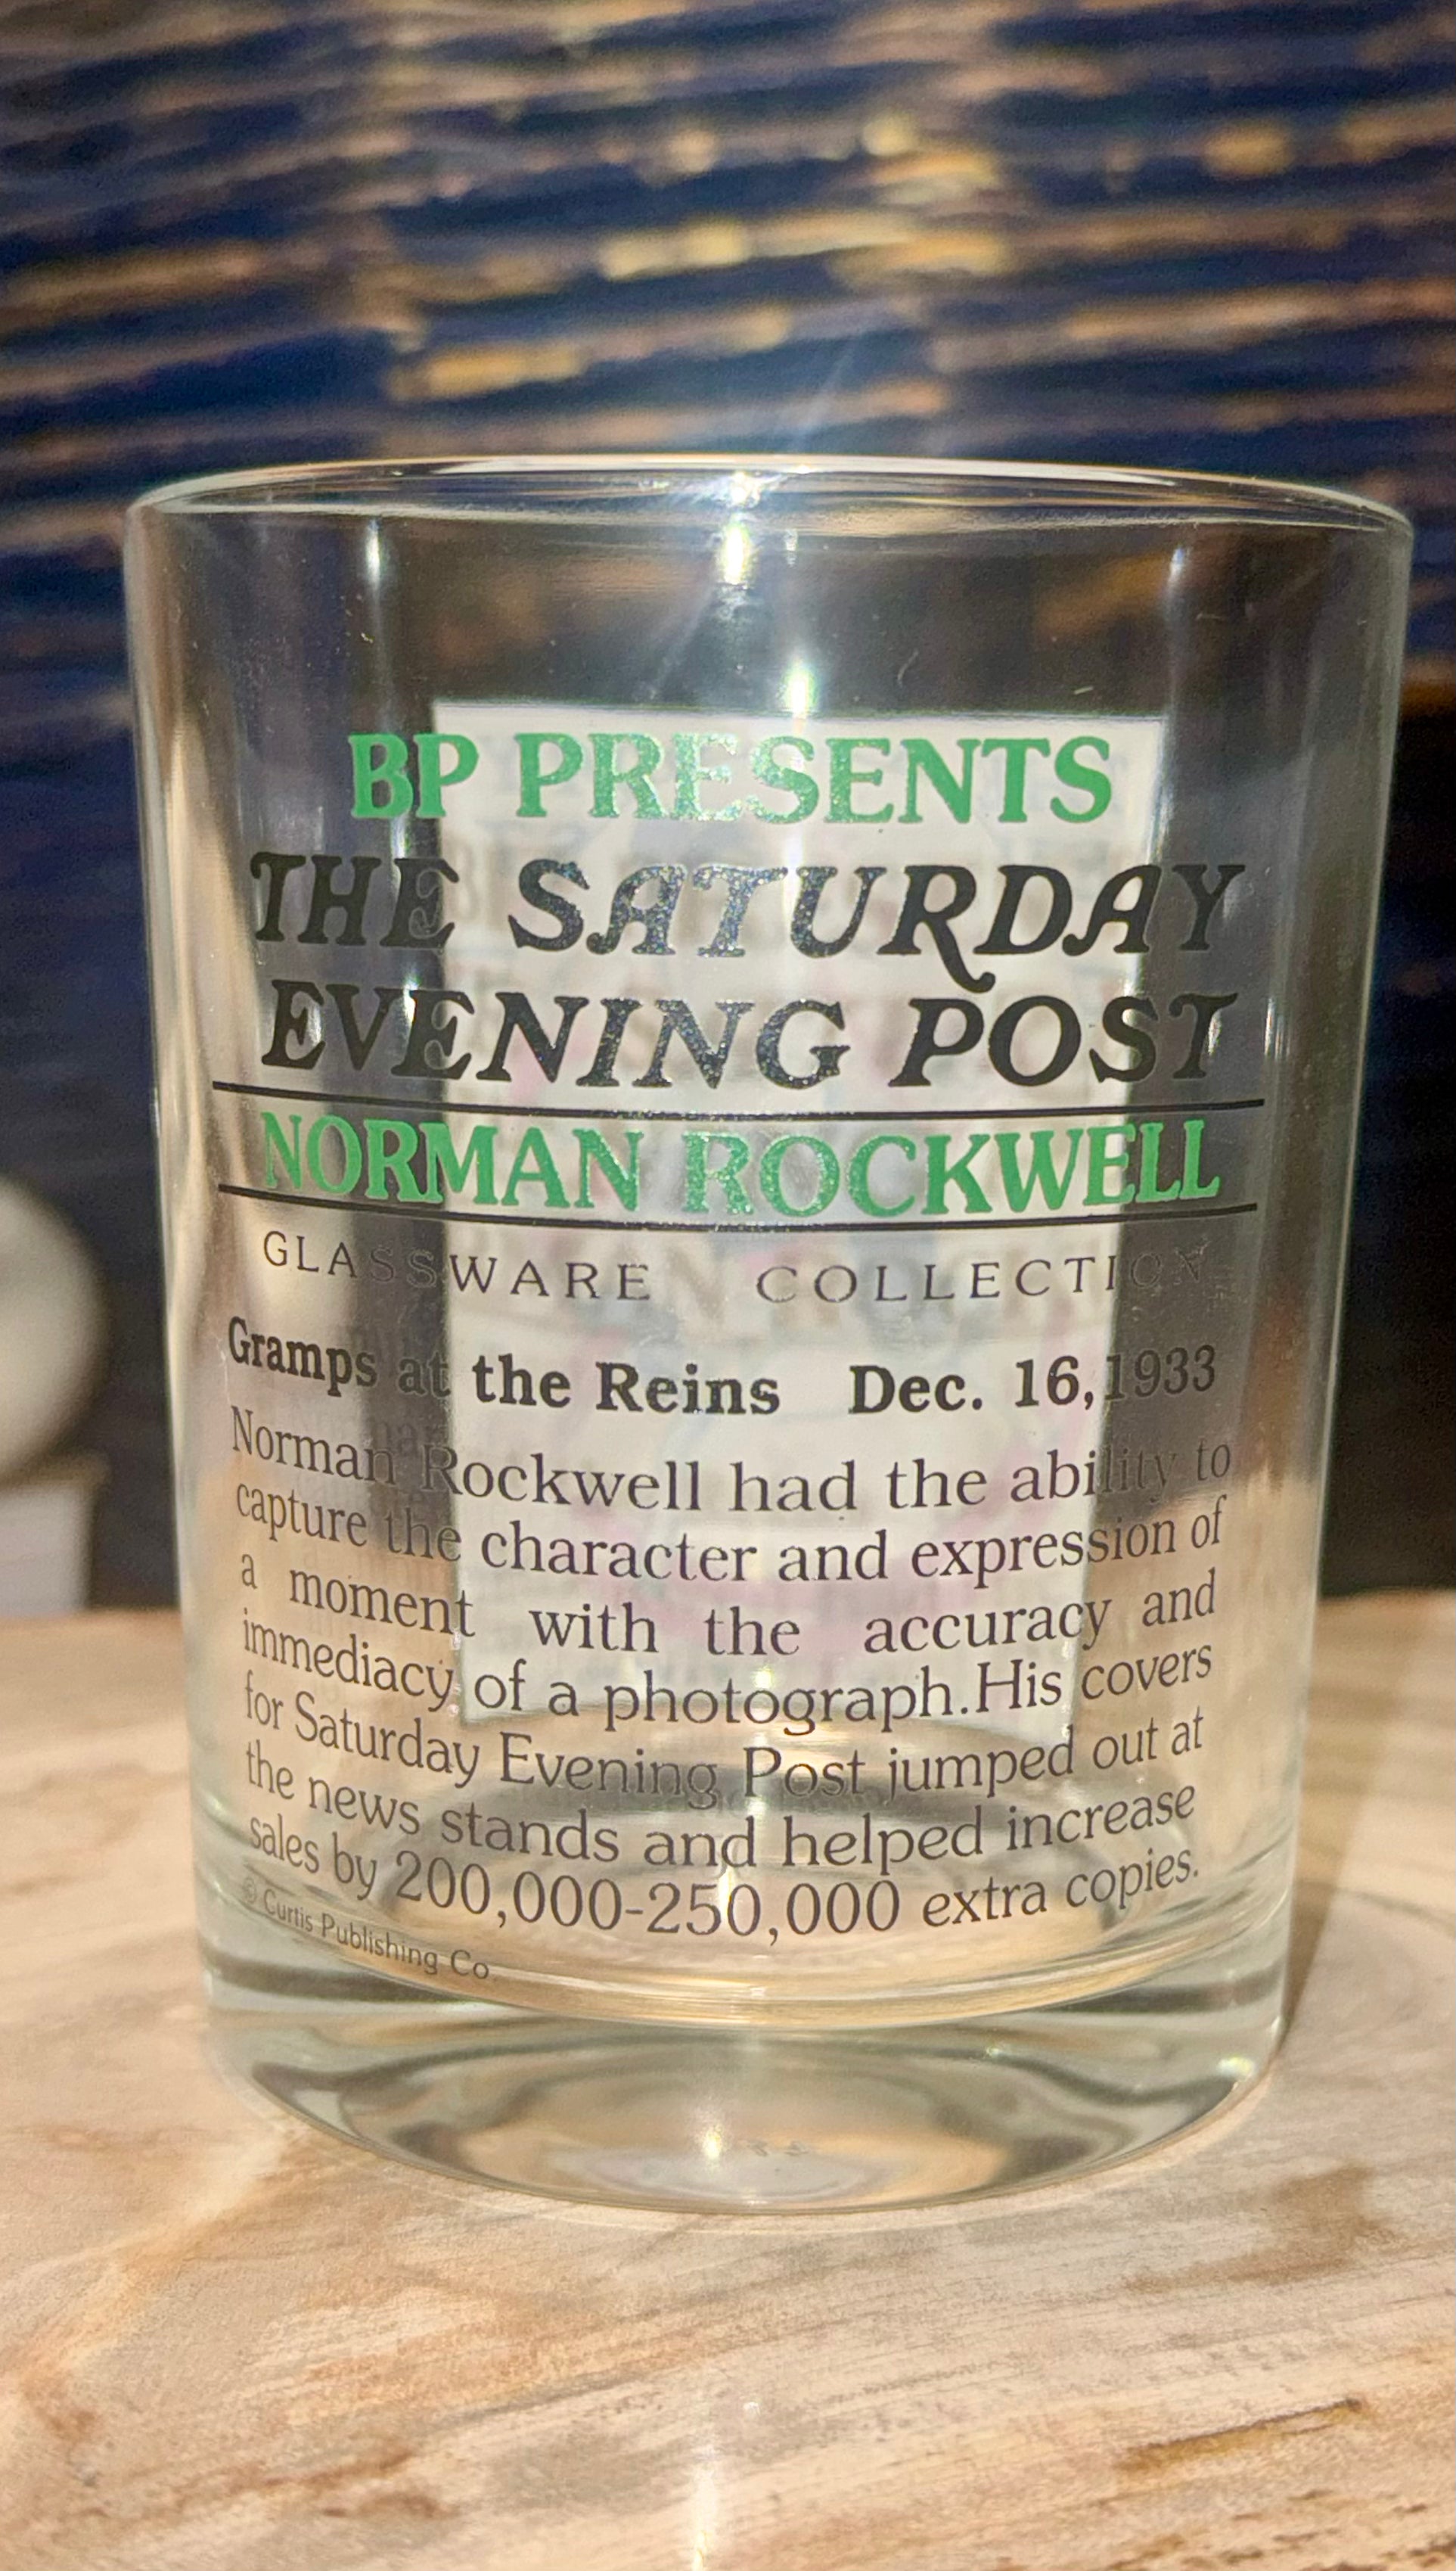 BP PRESENTS
THE SATURDAY
EVENING POST
NORMAN ROCKWELL
GLASSWARE COLLECTION
Gramps at the Reins Dec. 16,1933
Norman Rockwell had the ability to
capture the character and expression of
a moment with the accuracy and
immediacy of a photograph.His covers
for Saturday Evening Post jumped out at
the news stands and helped increase
sales by 200,000-250,000 extra copies.
© Curtis Publishing Co.